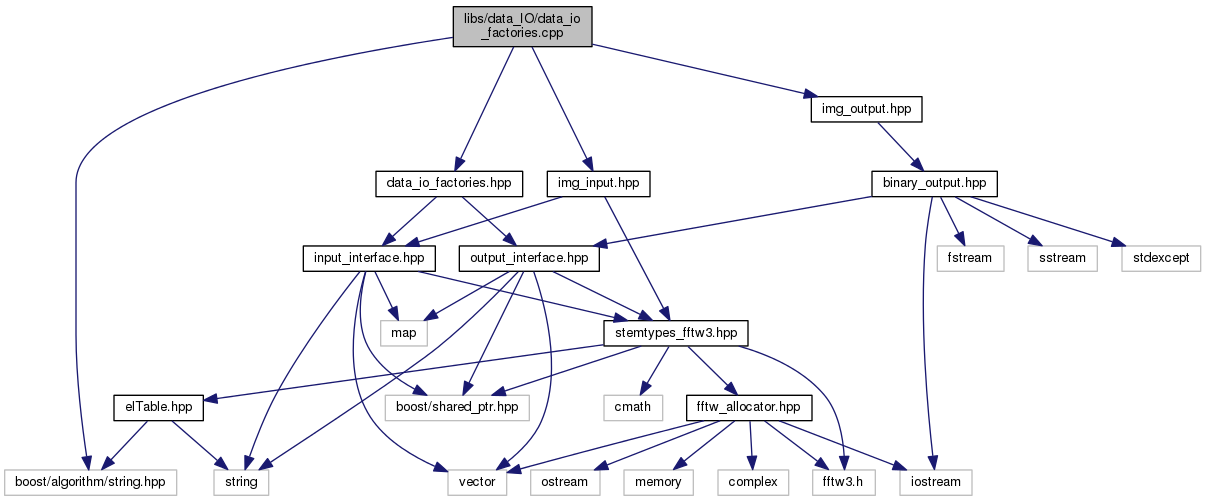 libs/data_IO/data_io
_factories.cpp
img_output.hpp
data_io_factories.hpp
img_input.hpp
binary_output.hpp
input_interface.hpp
output_interface.hpp
fstream
sstream
stdexcept
map
stemtypes_fftw3.hpp
elTable.hpp
boost/shared_ptr.hpp
cmath
fftw_allocator.hpp
boost/algorithm/string.hpp
string
vector
ostream
memory
complex
fftw3.h
iostream